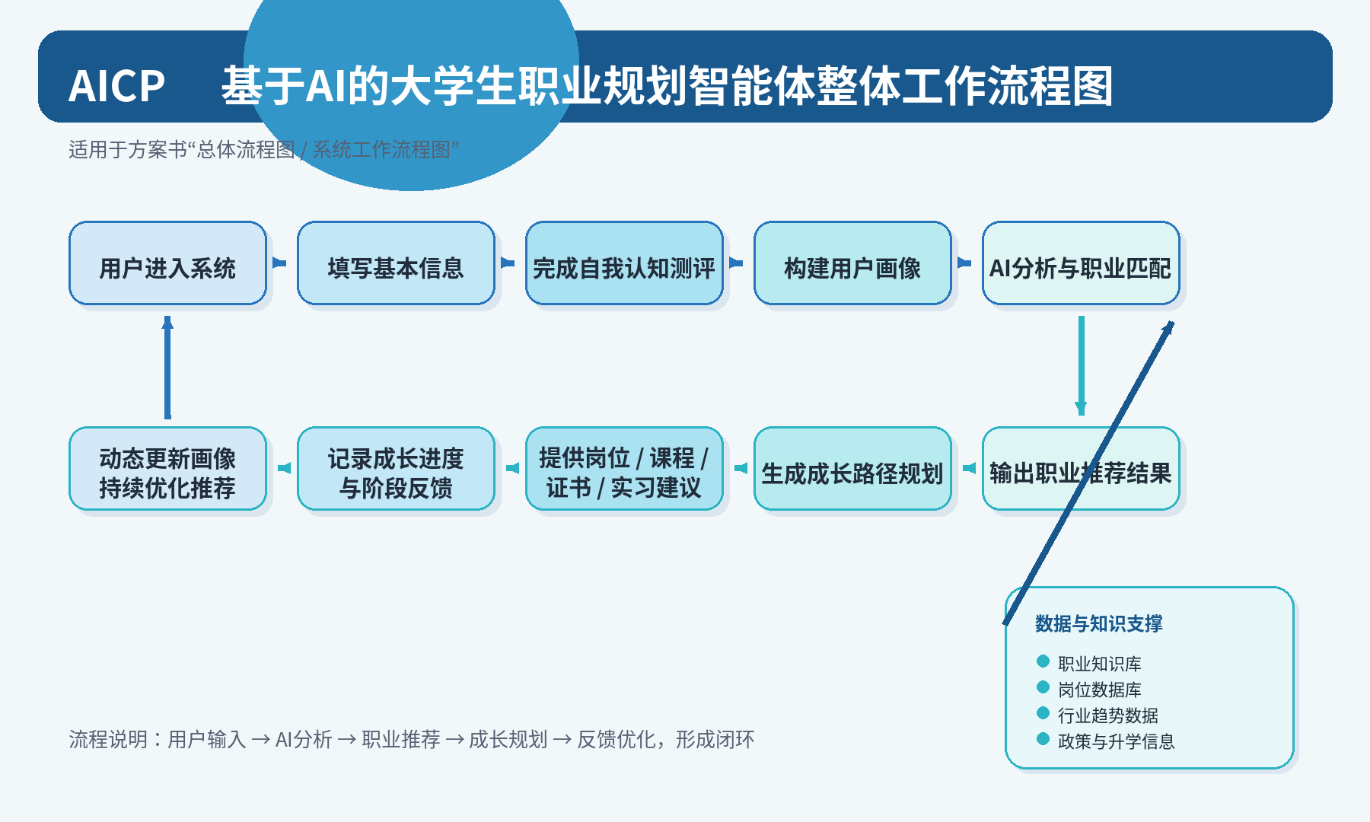 AICP 基于AI的大学生职业规划智能体整体工作流程图
适用于方案书“总体流程图 / 系统工作流程图”
用户进入系统
填写基本信息
完成自我认知测评
构建用户画像
AI分析与职业匹配
动态更新画像
持续优化推荐
记录成长进度
与阶段反馈
提供岗位 / 课程 /
证书 / 实习建议
生成成长路径规划
输出职业推荐结果
数据与知识支撑
职业知识库
岗位数据库
行业趋势数据
政策与升学信息
流程说明：用户输入 → AI分析 → 职业推荐 → 成长规划 → 反馈优化，形成闭环